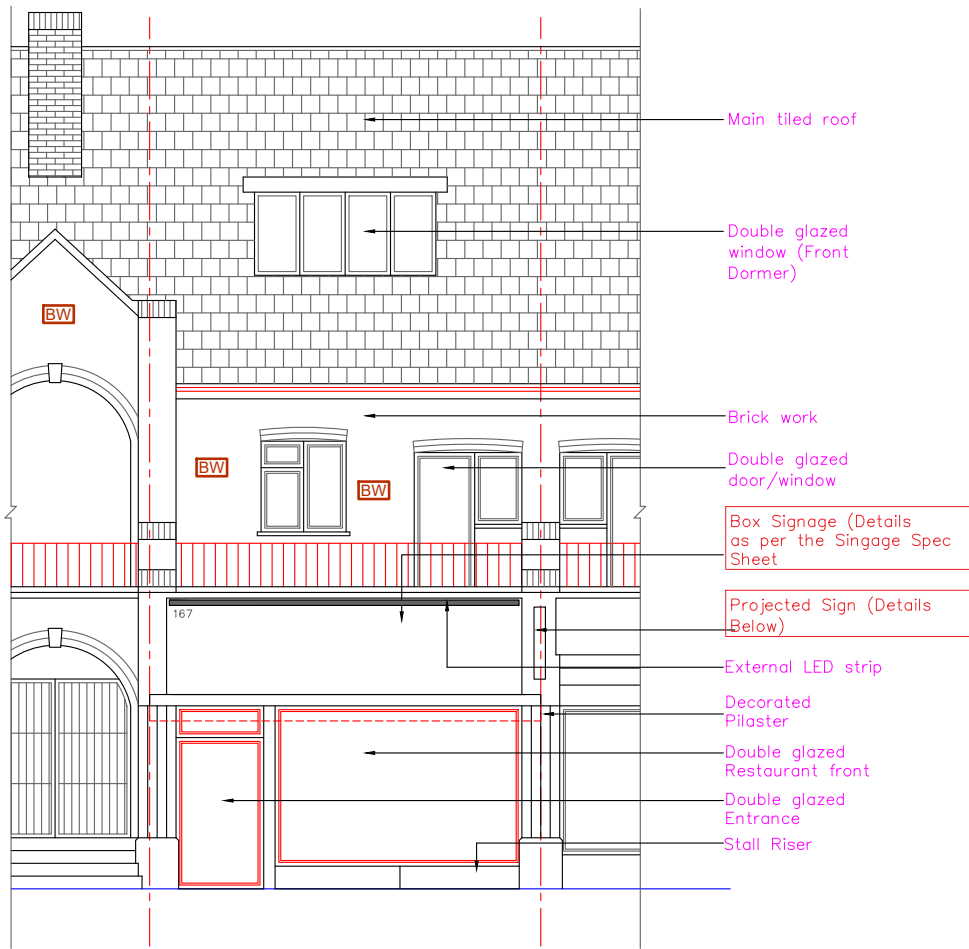 Main tiled roof
Double glazed
window (Front
Dormer)
BW
Brick work
BW
Double glazed
door/window
BW
Box Signage (Details
as per the Singage Spec
Sheet
Projected Sign (Details
Below)
167
External LED strip
Decorated
Pilaster
Double glazed
Restaurant front
Double glazed
Entrance
Stall Riser